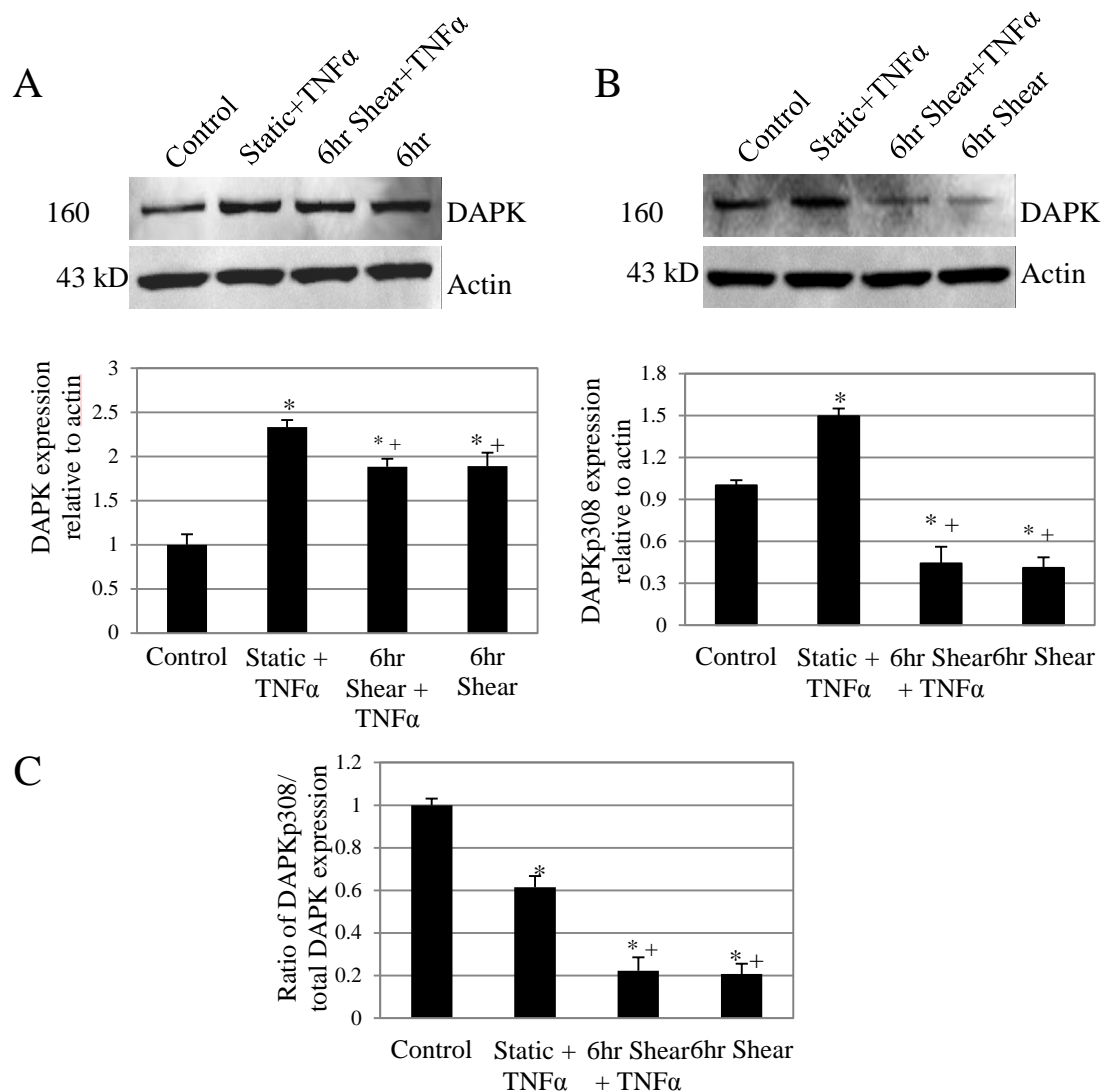 A
Control
Static+TNFα
6hr Shear+TNFα
6hr
160
DAPK
43 kD
Actin
DAPK expression
relative to actin
3
2.5
2
1.5
1
0.5
0
*
* +
* +
Control
Static +
TNFα
6hr
Shear +
TNFα
6hr
Shear
B
Control
Static+TNFα
6hr Shear+TNFα
6hr Shear
160
DAPK
43 kD
Actin
DAPKp308 expression
relative to actin
1.8
1.5
1.2
0.9
0.6
0.3
0
*
* +
* +
Control
Static +
TNFα
6hr Shear
+ TNFα
6hr Shear
C
Ratio of DAPKp308/
total DAPK expression
1.2
1
0.8
0.6
0.4
0.2
0
*
* +
* +
Control
Static +
TNFα
6hr Shear
+ TNFα
6hr Shear